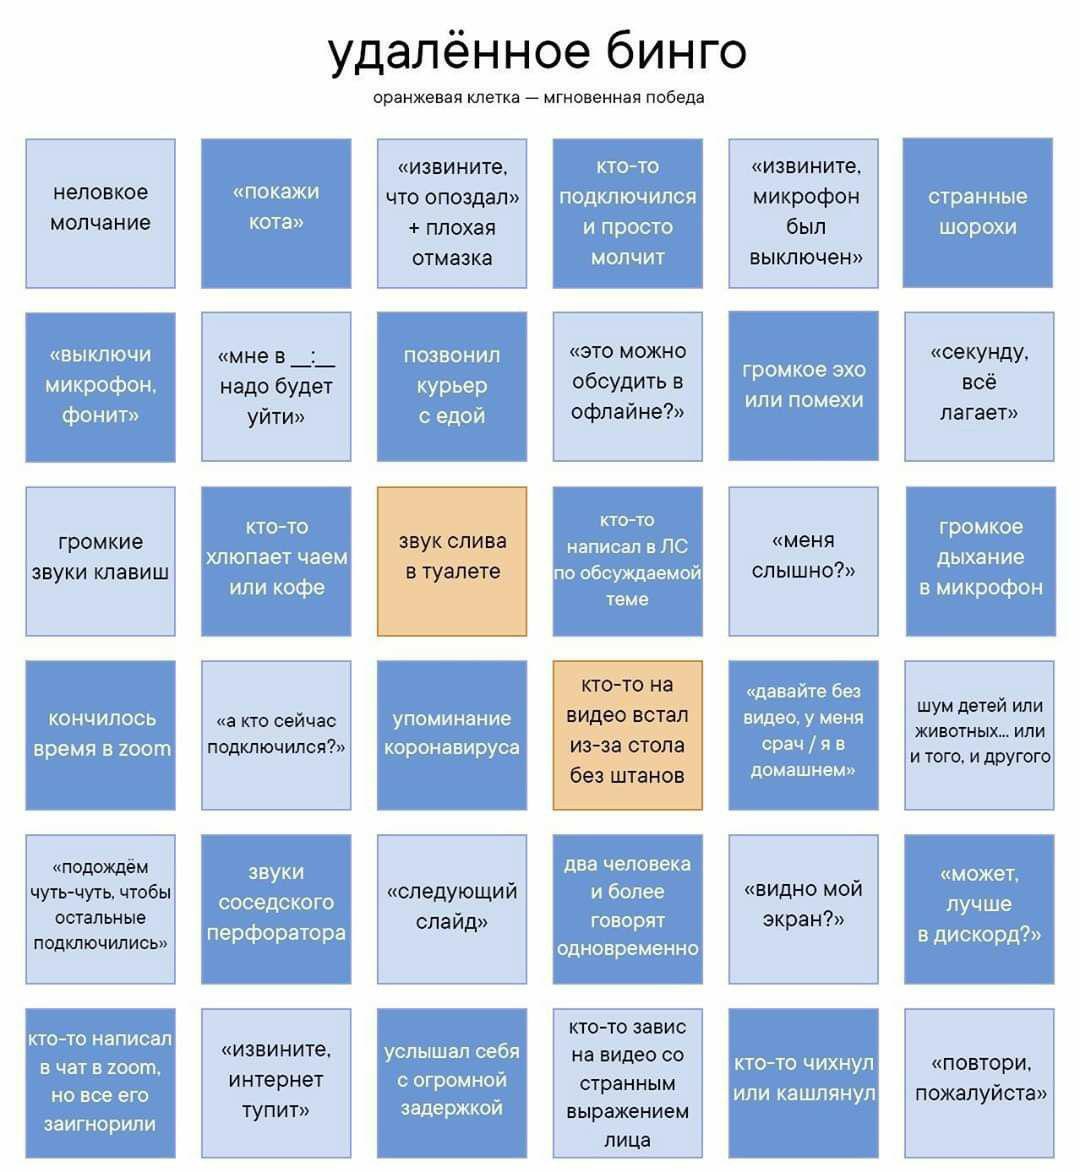 удалённое бинго
оранжевая клетка — мгновенная победа
неловкое
молчание
«покажи
кота»
«извините,
что опоздал»
+ плохая
отмазка
кто-то
подключился
и просто
молчит
«извините,
микрофон
был
выключен»
странные
шорохи
«выключи
микрофон,
фонит»
«мне в __:__
надо будет
уйти»
позвонил
курьер
с едой
«это можно
обсудить в
офлайне?»
громкое эхо
или помехи
«секунду,
всё
лагает»
громкие
звуки клавиш
кто-то
хлюпает чаем
или кофе
звук слива
в туалете
кто-то
написал в ЛС
по обсуждаемой
теме
«меня
слышно?»
громкое
дыхание
в микрофон
кончилось
время в zoom
«а кто сейчас
подключился?»
упоминание
коронавируса
кто-то на
видео встал
из-за стола
без штанов
«давайте без
видео, у меня
срач / я в
домашнем»
шум детей или
животных... или
и того, и другого
«подождём
чуть-чуть, чтобы
остальные
подключились»
звуки
соседского
перфоратора
«следующий
слайд»
два человека
и более
говорят
одновременно
«видно мой
экран?»
«может,
лучше
в дискорд?»
кто-то написал
в чат в zoom,
но все его
заигнорили
«извините,
интернет
тупит»
услышал себя
с огромной
задержкой
кто-то завис
на видео со
странным
выражением
лица
кто-то чихнул
или кашлянул
«повтори,
пожалуйста»